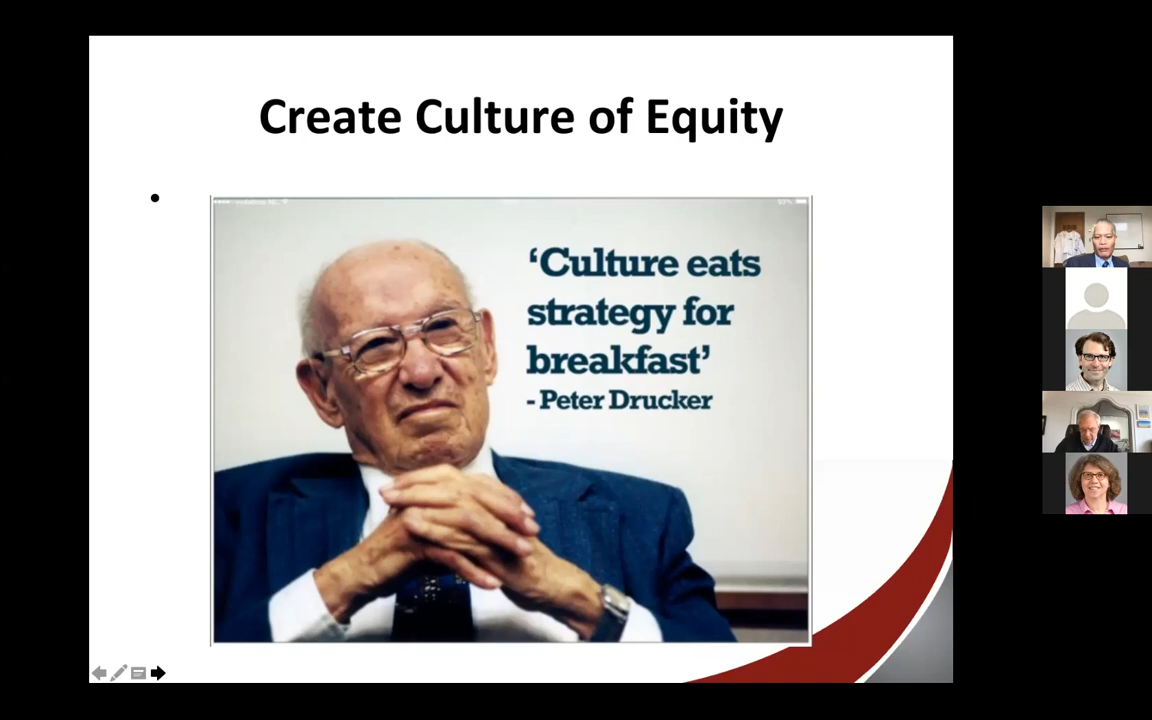 Create Culture of Equity
•
‘Culture eats
strategy for
breakfast’
- Peter Drucker